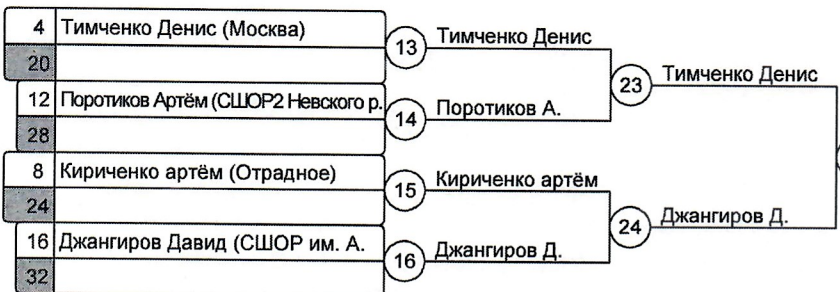 4 Тимченко Денис (Москва)
20
13 Тимченко Денис
12 Поротиков Артём (СШОР2 Невского р.
28
14 Поротиков А.
23 Тимченко Денис
8 Кириченко артём (Отрадное)
24
15 Кириченко артём
16 Джангиров Давид (СШОР им. А.
32
16 Джангиров Д.
24 Джангиров Д.